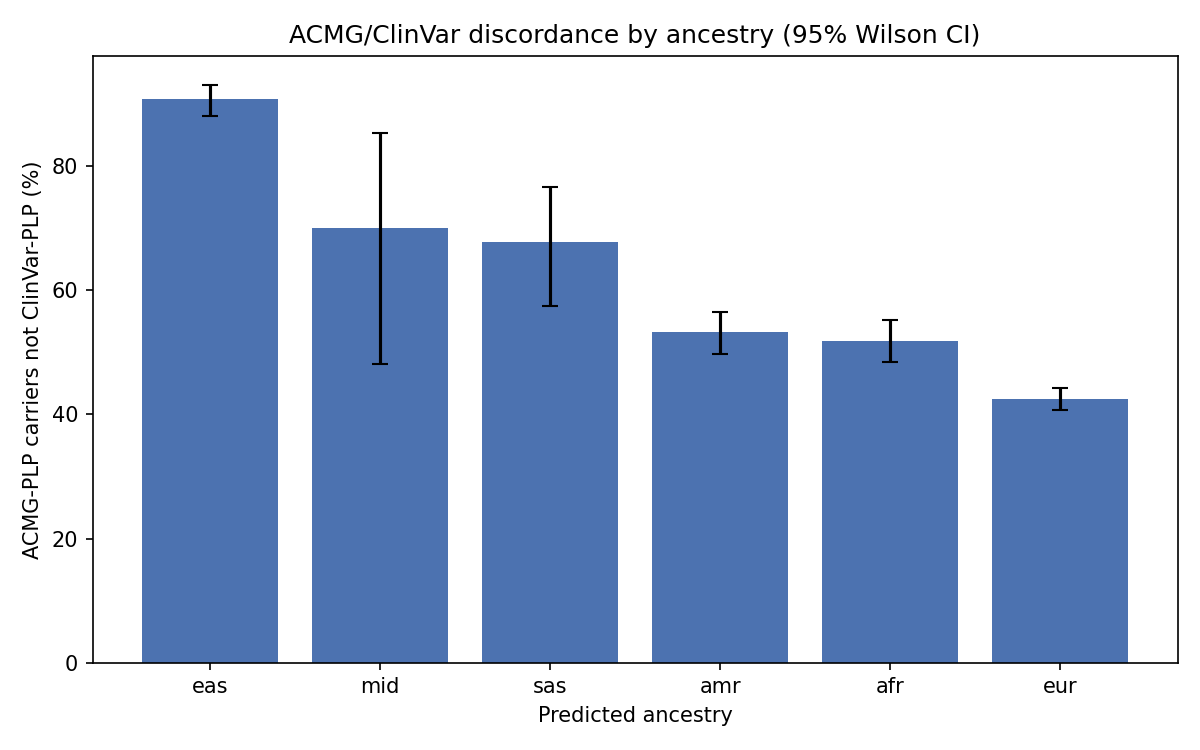 ACMG/ClinVar discordance by ancestry (95% Wilson CI)
ACMG-PLP carriers not ClinVar-PLP (%)
80
60
40
20
0
eas mid sas amr afr eur
Predicted ancestry